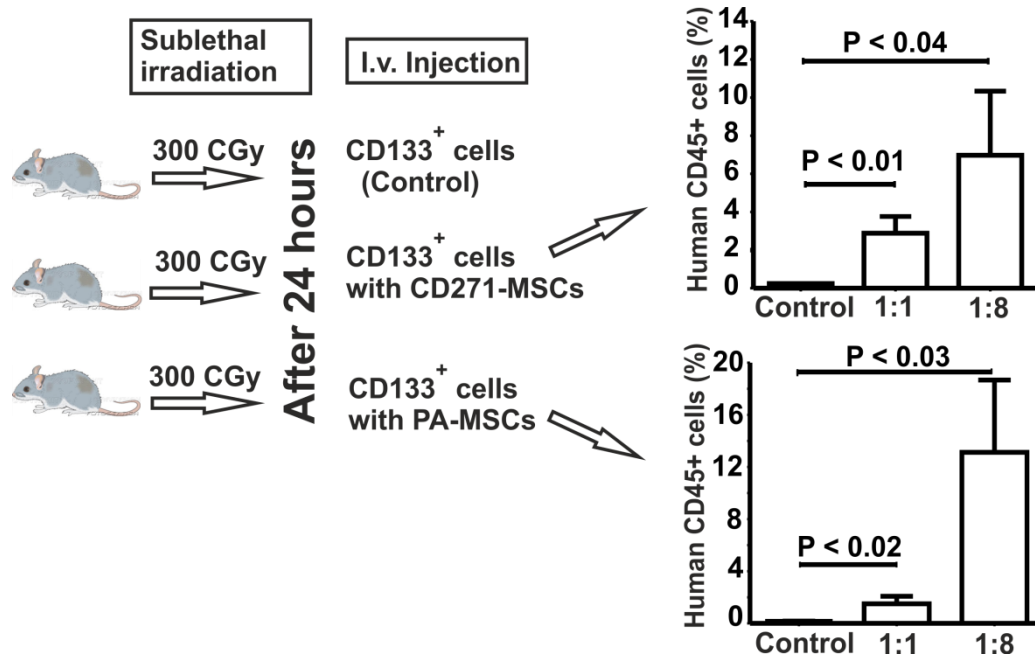 Sublethal
irradiation
I.v. Injection
300 CGy
300 CGy
300 CGy
After 24 hours
CD133+ cells
(Control)
CD133+ cells
with CD271-MSCs
CD133+ cells
with PA-MSCs
Human CD45+ cells (%)
14
12
10
8
6
4
2
0
P < 0.04
P < 0.01
Control 1:1 1:8
Human CD45+ cells (%)
20
16
12
8
4
0
P < 0.03
P < 0.02
Control 1:1 1:8